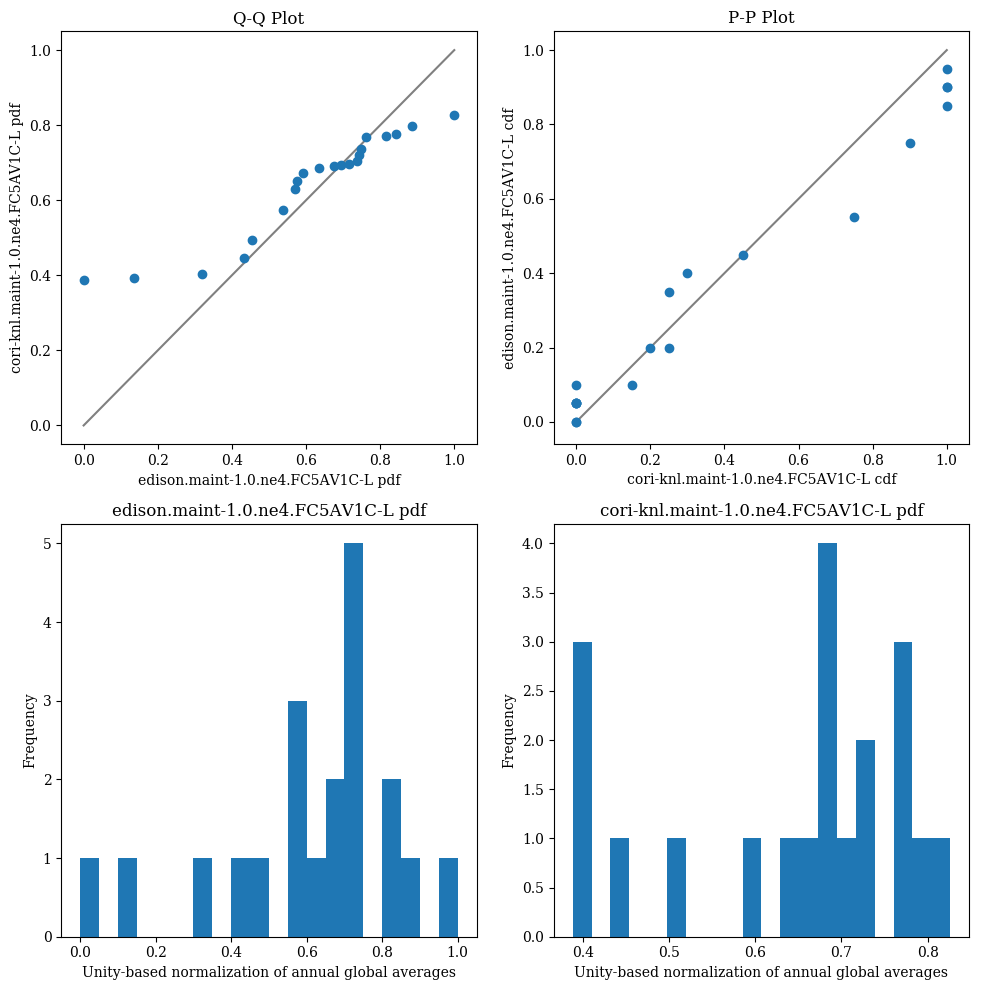 Q-Q Plot
cori-knl.maint-1.0.ne4.FC5AV1C-L pdf
1.0
0.8
0.6
0.4
0.2
0.0
0.0 0.2 0.4 0.6 0.8 1.0
edison.maint-1.0.ne4.FC5AV1C-L pdf
P-P Plot
edison.maint-1.0.ne4.FC5AV1C-L cdf
1.0
0.8
0.6
0.4
0.2
0.0
0.0 0.2 0.4 0.6 0.8 1.0
cori-knl.maint-1.0.ne4.FC5AV1C-L cdf
edison.maint-1.0.ne4.FC5AV1C-L pdf
Frequency
5
4
3
2
1
0
0.0 0.2 0.4 0.6 0.8 1.0
Unity-based normalization of annual global averages
cori-knl.maint-1.0.ne4.FC5AV1C-L pdf
Frequency
4.0
3.5
3.0
2.5
2.0
1.5
1.0
0.5
0.0
0.4 0.5 0.6 0.7 0.8
Unity-based normalization of annual global averages